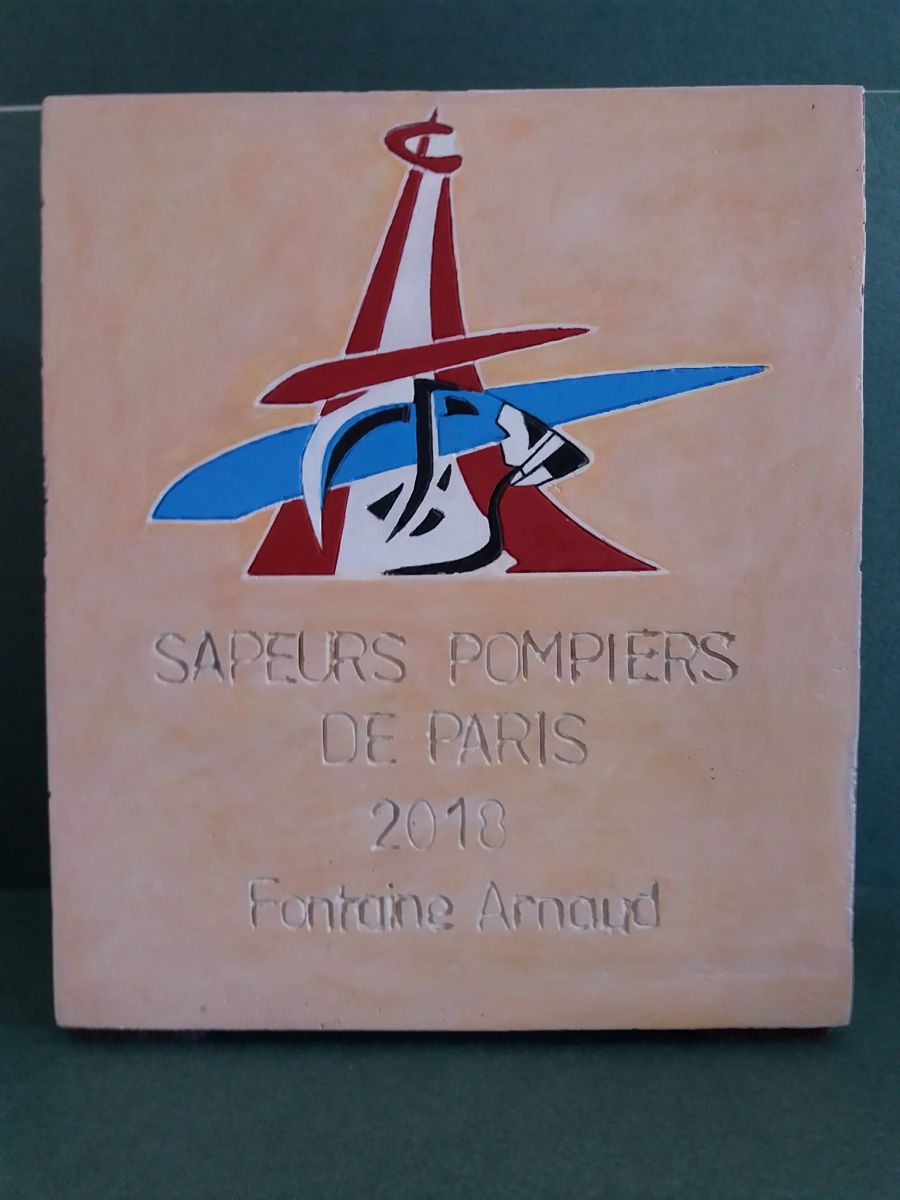 SAPEURS POMPIERS
DE PARIS
2018
Fontaine Arnaud